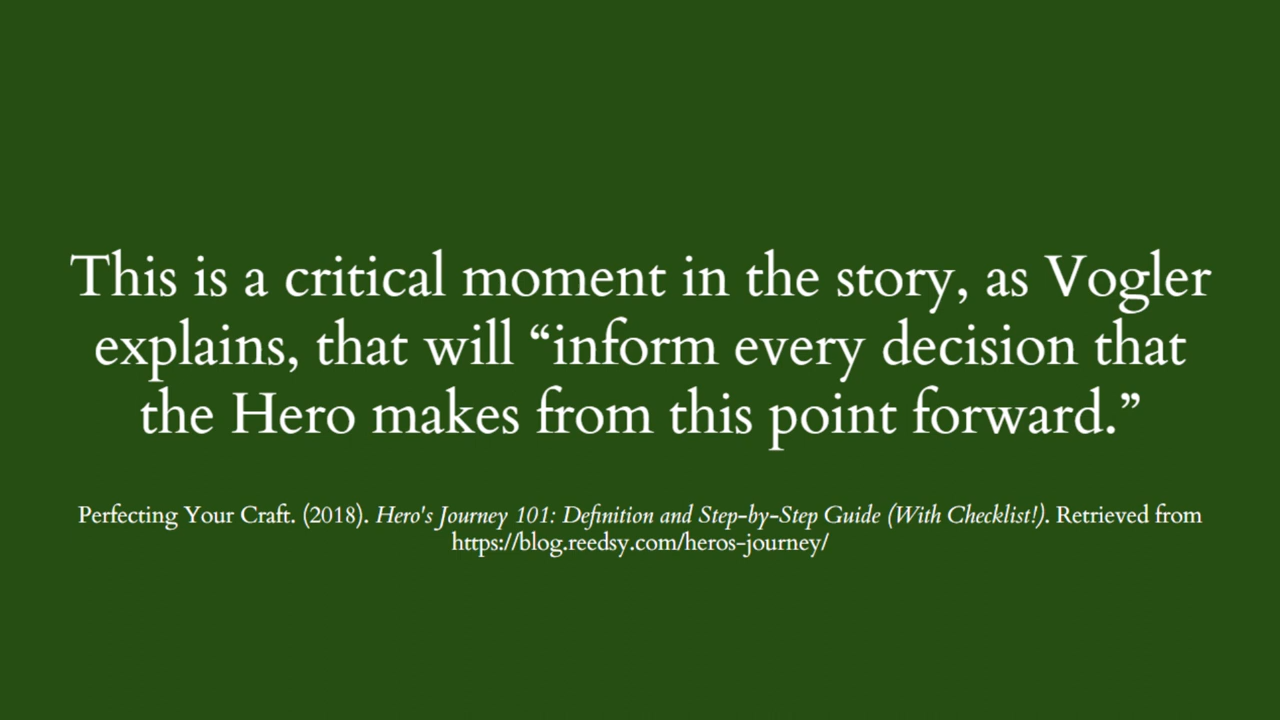 This is a critical moment in the story, as Vogler
explains, that will “inform every decision that
the Hero makes from this point forward.”
Perfecting Your Craft. (2018). Hero's Journey 101: Definition and Step-by-Step Guide (With Checklist!). Retrieved from
https://blog.reedsy.com/heros-journey/